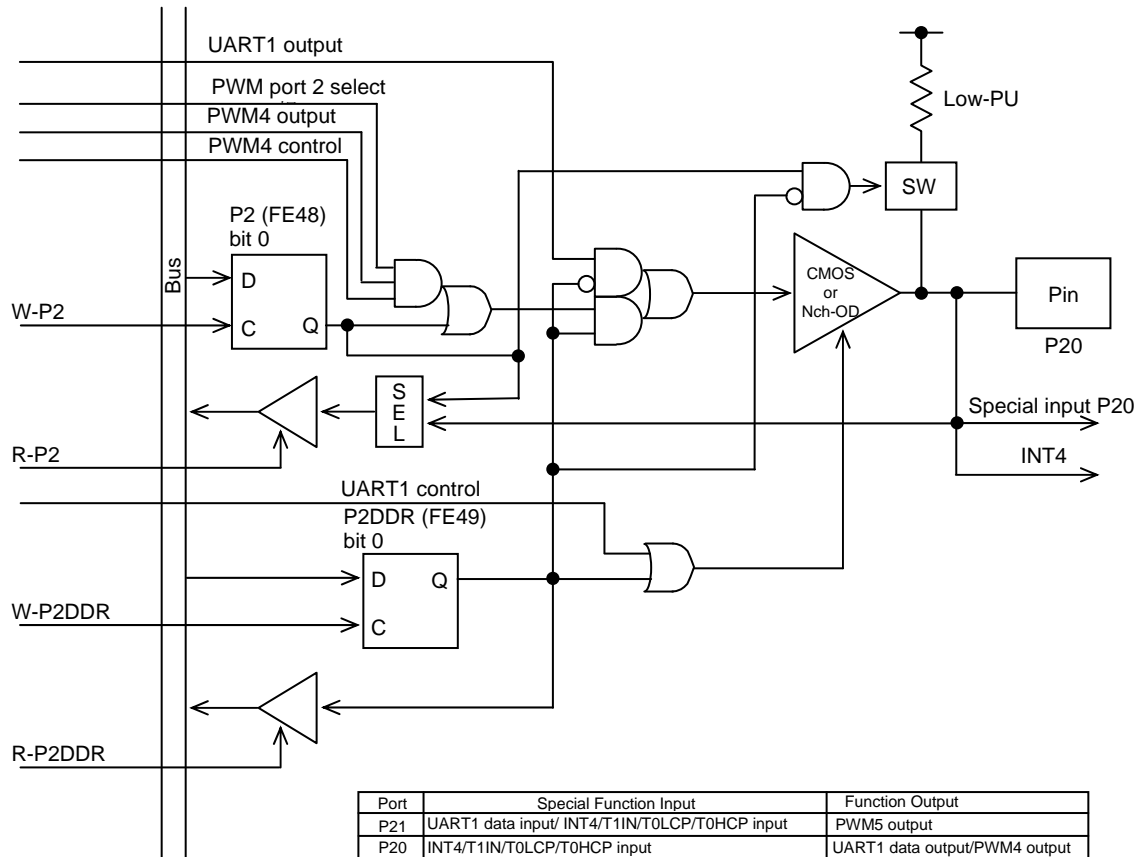 UART1 output
PWM port 2 select
PWM4 output
PWM4 control
Low-PU
SW
P2 (FE48)
bit 0
Bus
D
C
Q
W-P2
CMOS
or
Nch-OD
Pin
P20
S
E
L
Special input P20
INT4
R-P2
UART1 control
P2DDR (FE49)
bit 0
D
Q
C
W-P2DDR
R-P2DDR
Port Special Function Input Function Output
P21 UART1 data input/ INT4/T1IN/T0LCP/T0HCP input PWM5 output
P20 INT4/T1IN/T0LCP/T0HCP input UART1 data output/PWM4 output